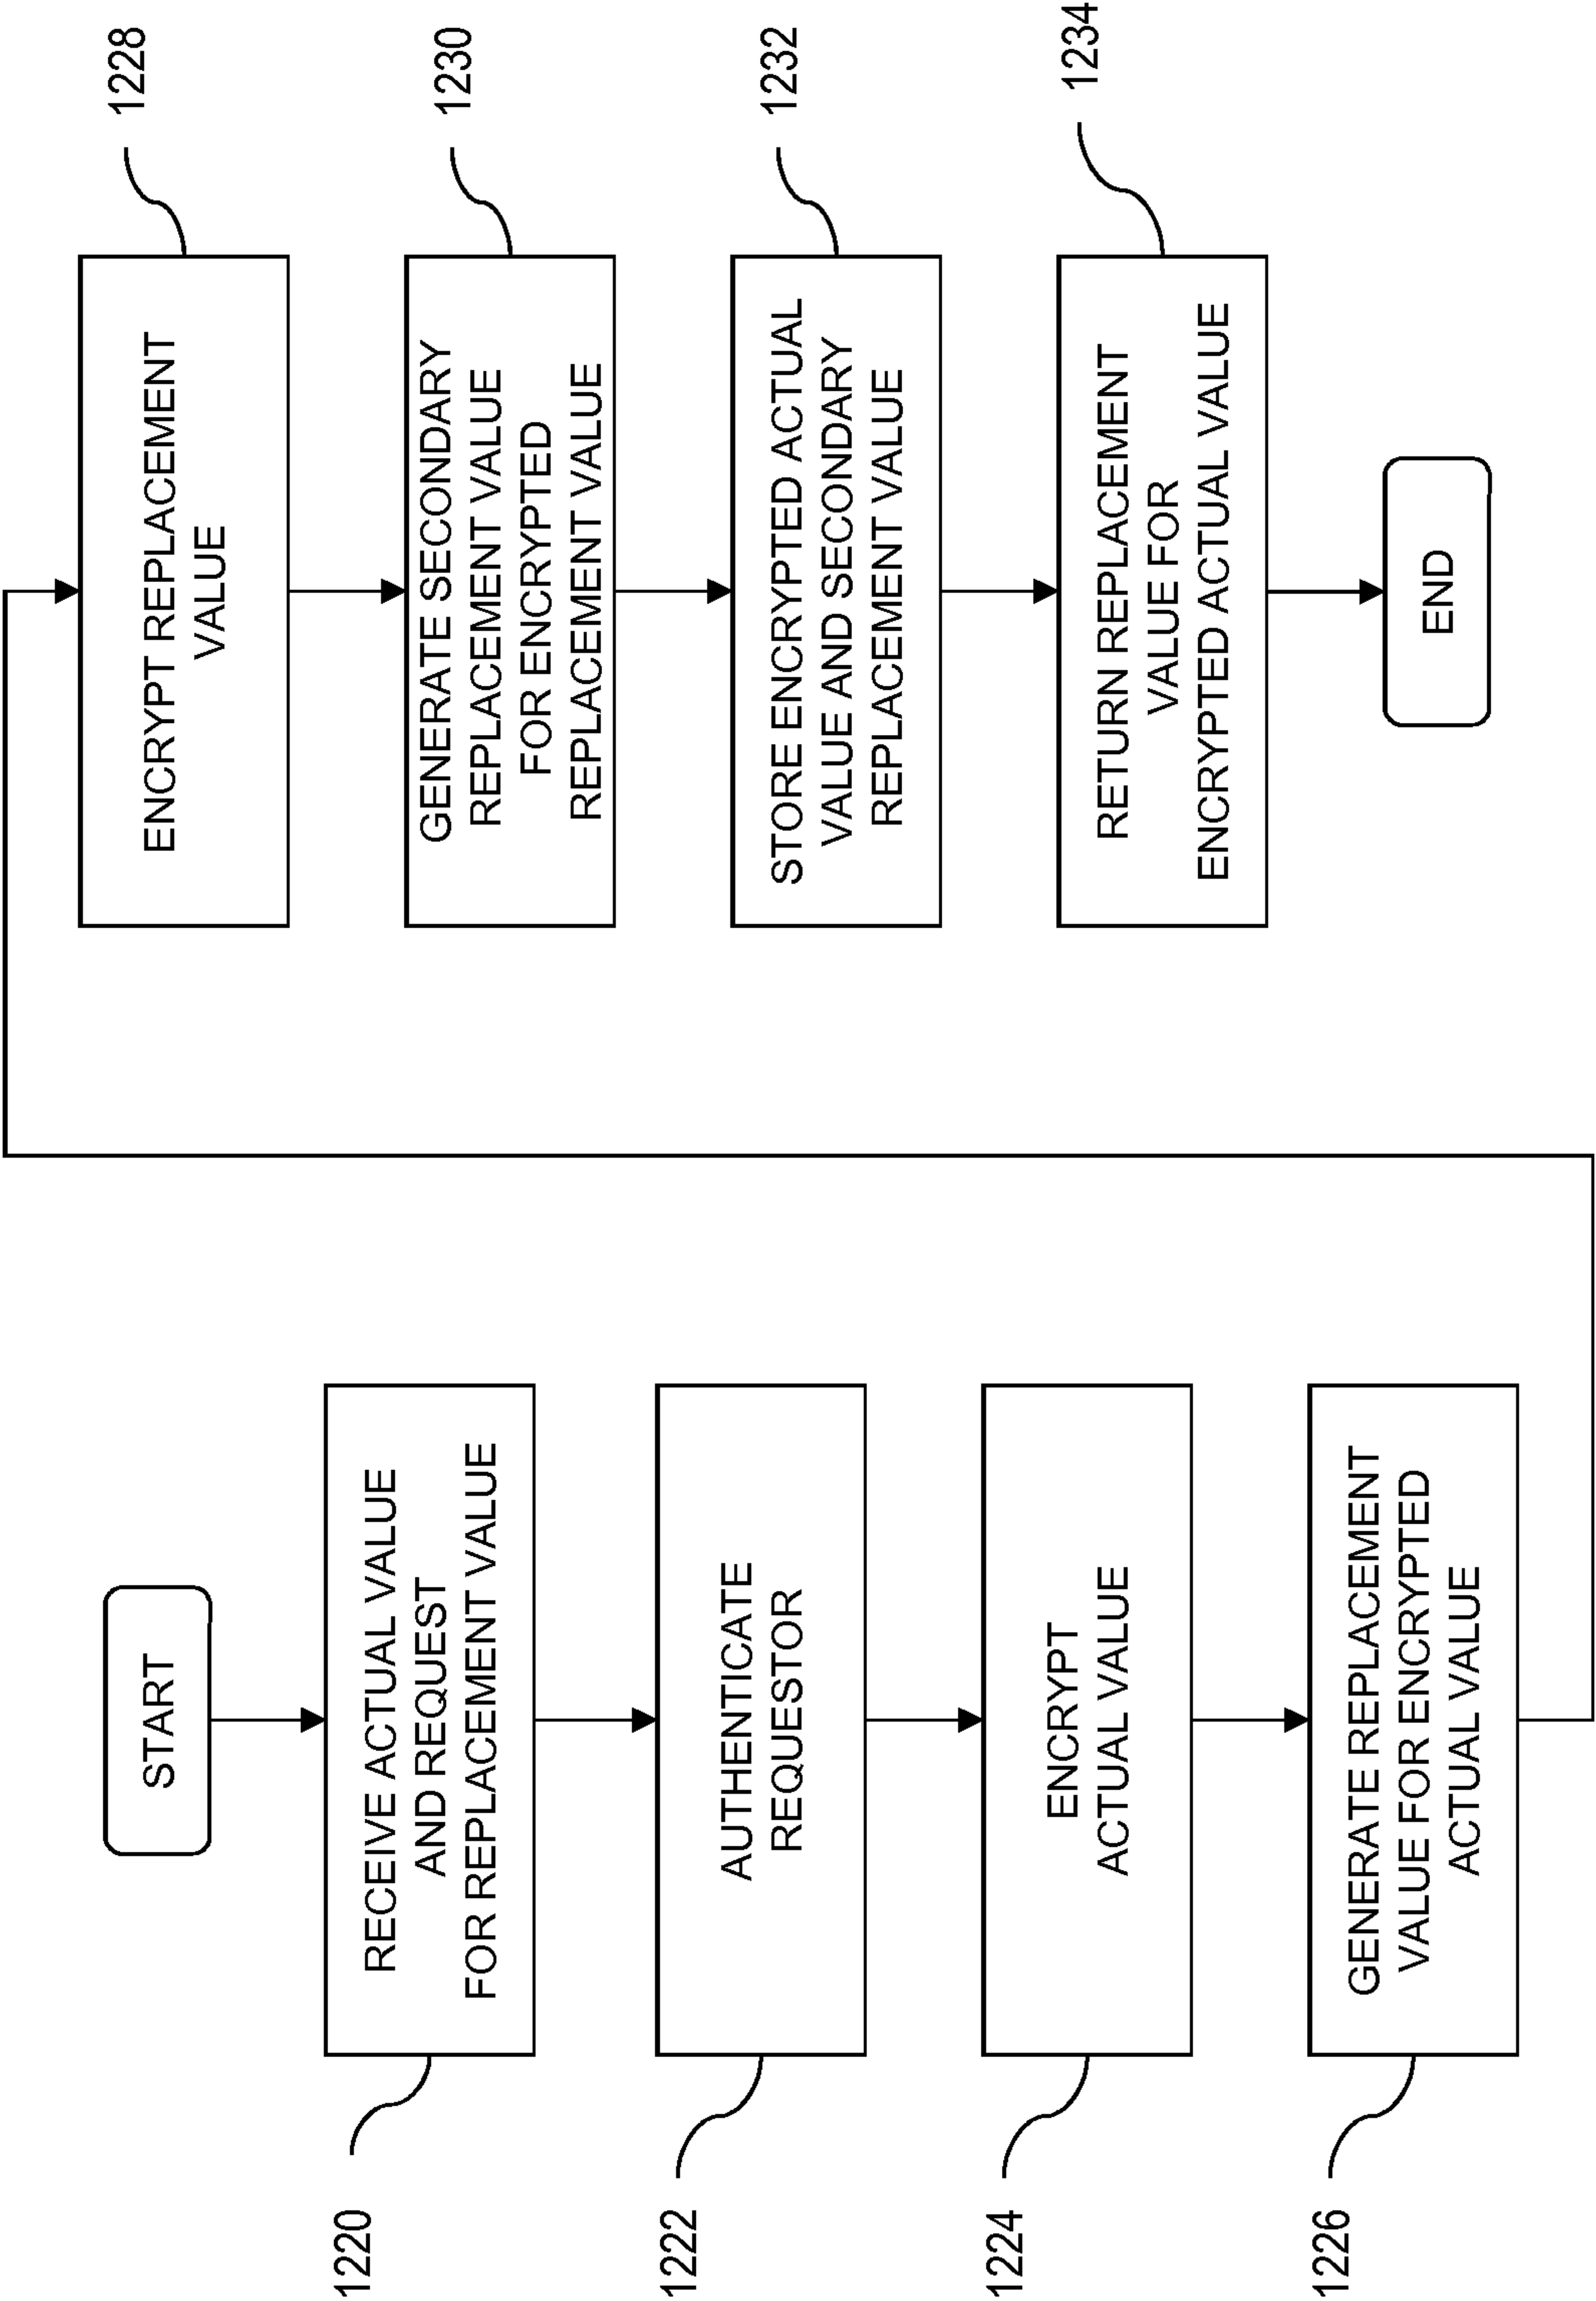 START
RECEIVE ACTUAL VALUE
AND REQUEST
FOR REPLACEMENT VALUE
1220
AUTHENTICATE
REQUESTOR
1222
ENCRYPT
ACTUAL VALUE
1224
GENERATE REPLACEMENT
VALUE FOR ENCRYPTED
ACTUAL VALUE
1226
ENCRYPT REPLACEMENT
VALUE
1228
GENERATE SECONDARY
REPLACEMENT VALUE
FOR ENCRYPTED
REPLACEMENT VALUE
1230
STORE ENCRYPTED ACTUAL
VALUE AND SECONDARY
REPLACEMENT VALUE
1232
RETURN REPLACEMENT
VALUE FOR
ENCRYPTED ACTUAL VALUE
1234
END